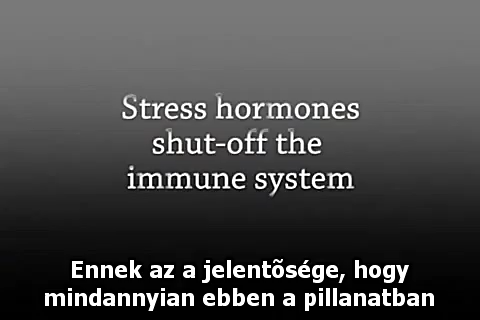 Stress hormones
shut-off the
immune system
Ennek az a jelentõsége, hogy
mindannyian ebben a pillanatban